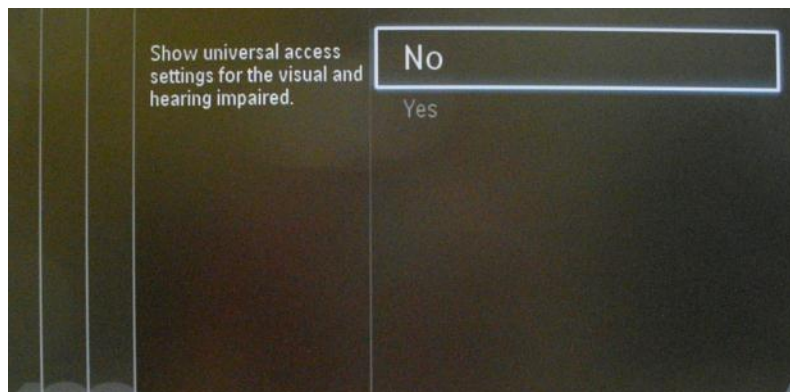 Show universal access
settings for the visual and
hearing impaired.
No
Yes